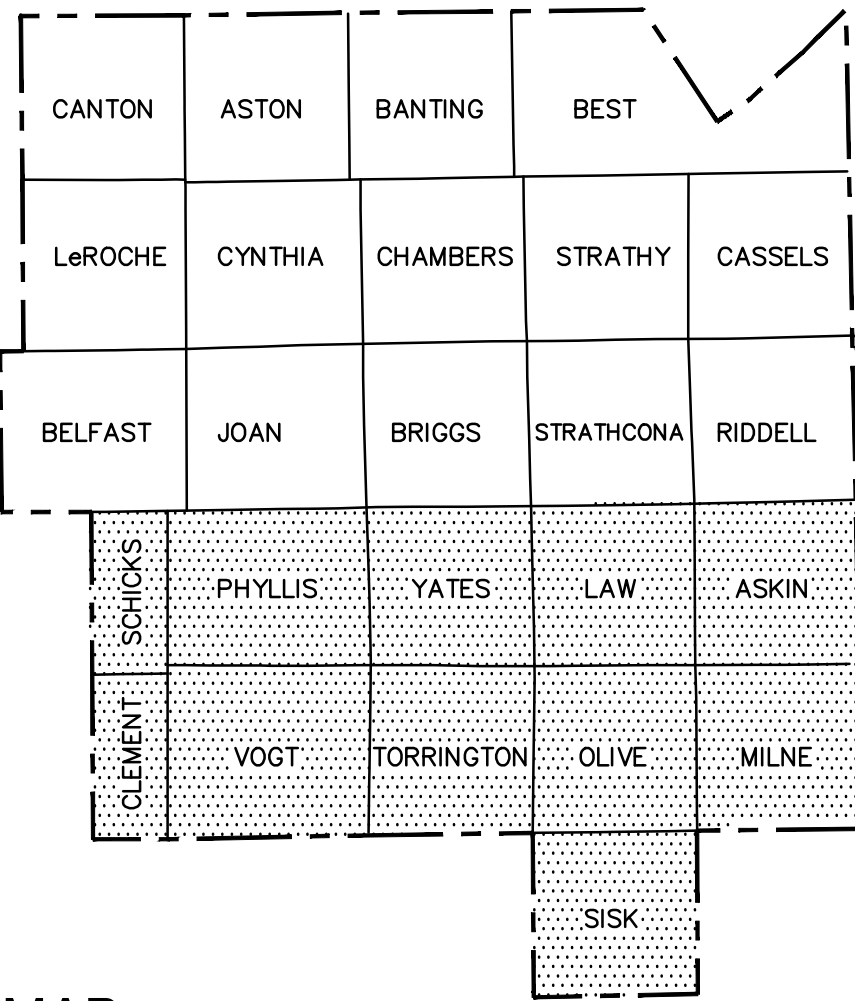 CANTON ASTON BANTING BEST
LeROCHE CYNTHIA CHAMBERS STRATHY CASSELS
BELFAST JOAN BRIGGS STRATHCONA RIDDELL
SCHICKS PHYLLIS YATES LAW ASKIN
CLEMENT VOGT TORRINGTON OLIVE MILNE
SISK
MAP